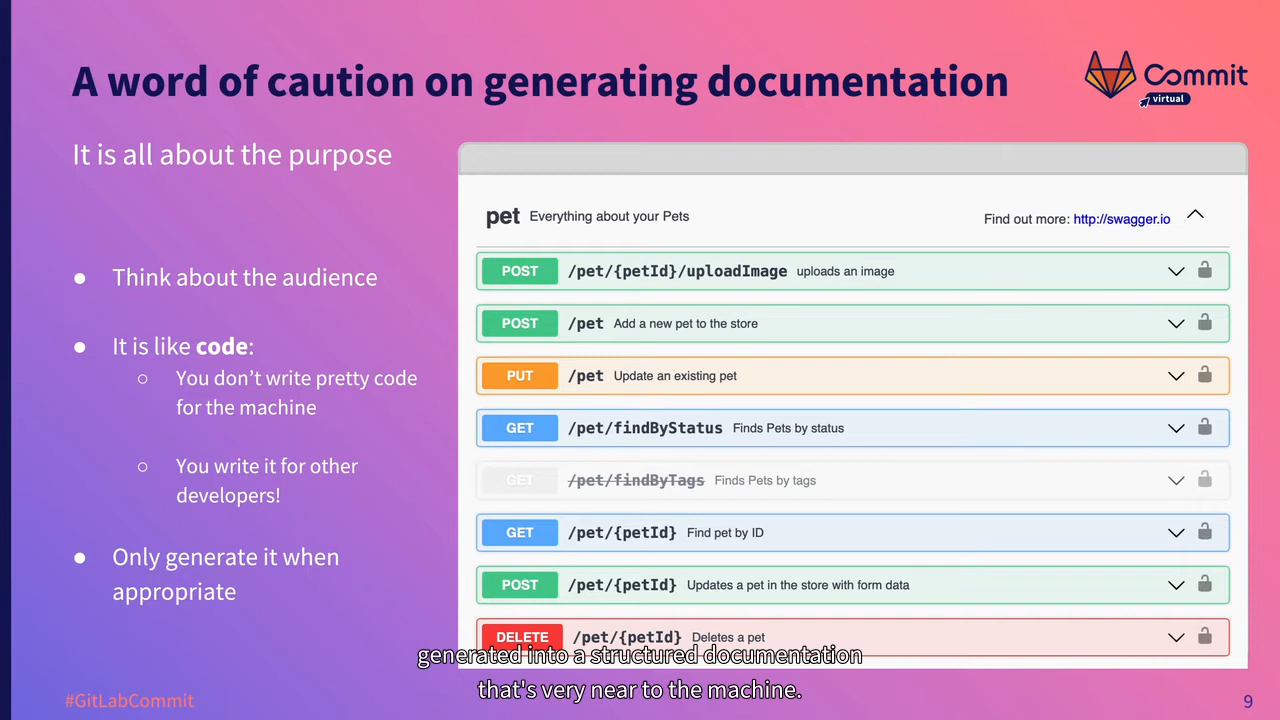 A word of caution on generating documentation
Commit
virtual
It is all about the purpose
● Think about the audience
● It is like code:
○ You don’t write pretty code
for the machine
○ You write it for other
developers!
● Only generate it when
appropriate
pet Everything about your Pets
Find out more: http://swagger.io
POST /pet/{petId}/uploadImage uploads an image
POST /pet Add a new pet to the store
PUT /pet Update an existing pet
GET /pet/findByStatus Finds Pets by status
GET /pet/findByTags Finds Pets by tags
GET /pet/{petId} Find pet by ID
POST /pet/{petId} Updates a pet in the store with form data
DELETE /pet/{petId} Deletes a pet
generated into a structured documentation
that's very near to the machine.
#GitLabCommit
9